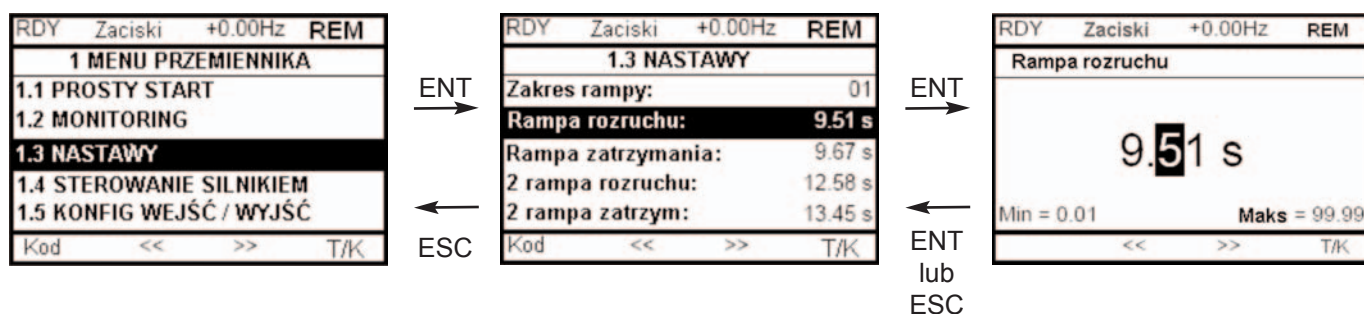 RDY Zaciski +0.00Hz REM
1 MENU PRZEMIENNIKA
1.1 PROSTY START
1.2 MONITORING
1.3 NASTAWY
1.4 STEROWANIE SILNIKIEM
1.5 KONFIG WEJŚĆ / WYJŚĆ
Kod << >> T/K
ENT
ESC
RDY Zaciski +0.00Hz REM
1.3 NASTAWY
Zakres rampy: 01
Rampa rozruchu: 9.51 s
Rampa zatrzymania: 9.67 s
2 rampa rozruchu: 12.58 s
2 rampa zatrzym: 13.45 s
Kod << >> T/K
ENT
ENT
lub
ESC
RDY Zaciski +0.00Hz REM
Rampa rozruchu
9.51 s
Min = 0.01 Maks = 99.99
<< >> T/K